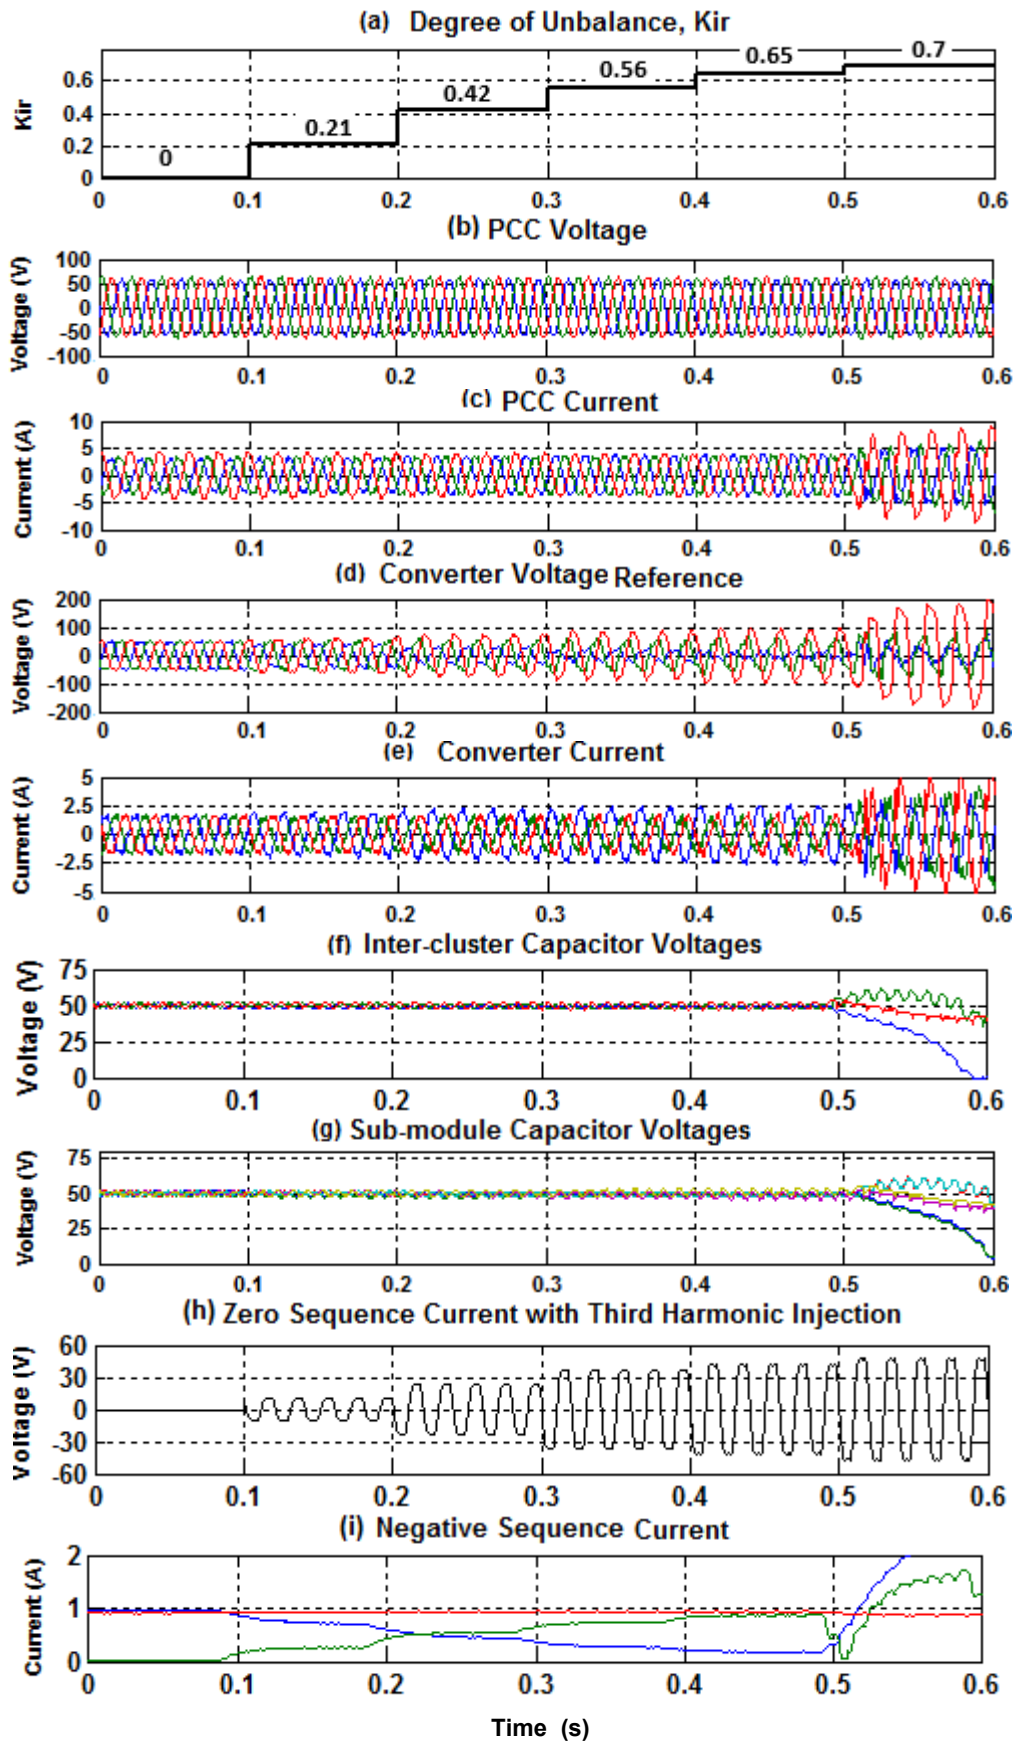 (a) Degree of Unbalance, Kir
Kir
0.6
0.4
0.2
0
0
0.21
0.42
0.56
0.65
0.7
0 0.1 0.2 0.3 0.4 0.5 0.6
(b) PCC Voltage
Voltage (V)
100
50
0
-50
-100
0 0.1 0.2 0.3 0.4 0.5 0.6
(c) PCC Current
Current (A)
10
5
0
-5
-10
0 0.1 0.2 0.3 0.4 0.5 0.6
(d) Converter Voltage Reference
Voltage (V)
200
100
0
-100
-200
0 0.1 0.2 0.3 0.4 0.5 0.6
(e) Converter Current
Current (A)
5
2.5
0
-2.5
-5
0 0.1 0.2 0.3 0.4 0.5 0.6
(f) Inter-cluster Capacitor Voltages
Voltage (V)
75
50
25
0
0 0.1 0.2 0.3 0.4 0.5 0.6
(g) Sub-module Capacitor Voltages
Voltage (V)
75
50
25
0
0 0.1 0.2 0.3 0.4 0.5 0.6
(h) Zero Sequence Current with Third Harmonic Injection
Voltage (V)
60
30
0
-30
-60
0 0.1 0.2 0.3 0.4 0.5 0.6
(i) Negative Sequence Current
Current (A)
2
1
0
0 0.1 0.2 0.3 0.4 0.5 0.6
Time (s)